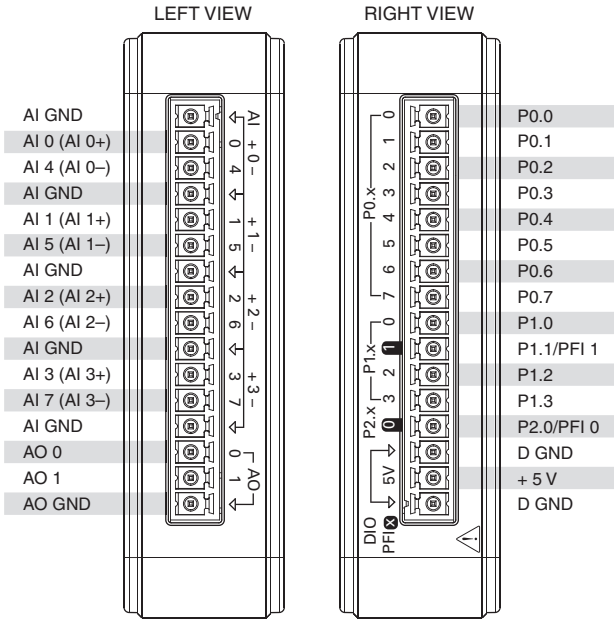 LEFT VIEW
RIGHT VIEW
AI GND
AI 0 (AI 0+)
AI 4 (AI 0–)
AI GND
AI 1 (AI 1+)
AI 5 (AI 1–)
AI GND
AI 2 (AI 2+)
AI 6 (AI 2–)
AI GND
AI 3 (AI 3+)
AI 7 (AI 3–)
AI GND
AO 0
AO 1
AO GND
AI
0 4 1 5 2 6 3 7 0 1
+ 0 – + 1 – + 2 – + 3 –
AO
P0.x
0 1 2 3 4 5 6 7
P1.x
0 1 2 3
P2.x
0
5V
DIO
PFI X
P0.0
P0.1
P0.2
P0.3
P0.4
P0.5
P0.6
P0.7
P1.0
P1.1/PFI 1
P1.2
P1.3
P2.0/PFI 0
D GND
+ 5 V
D GND